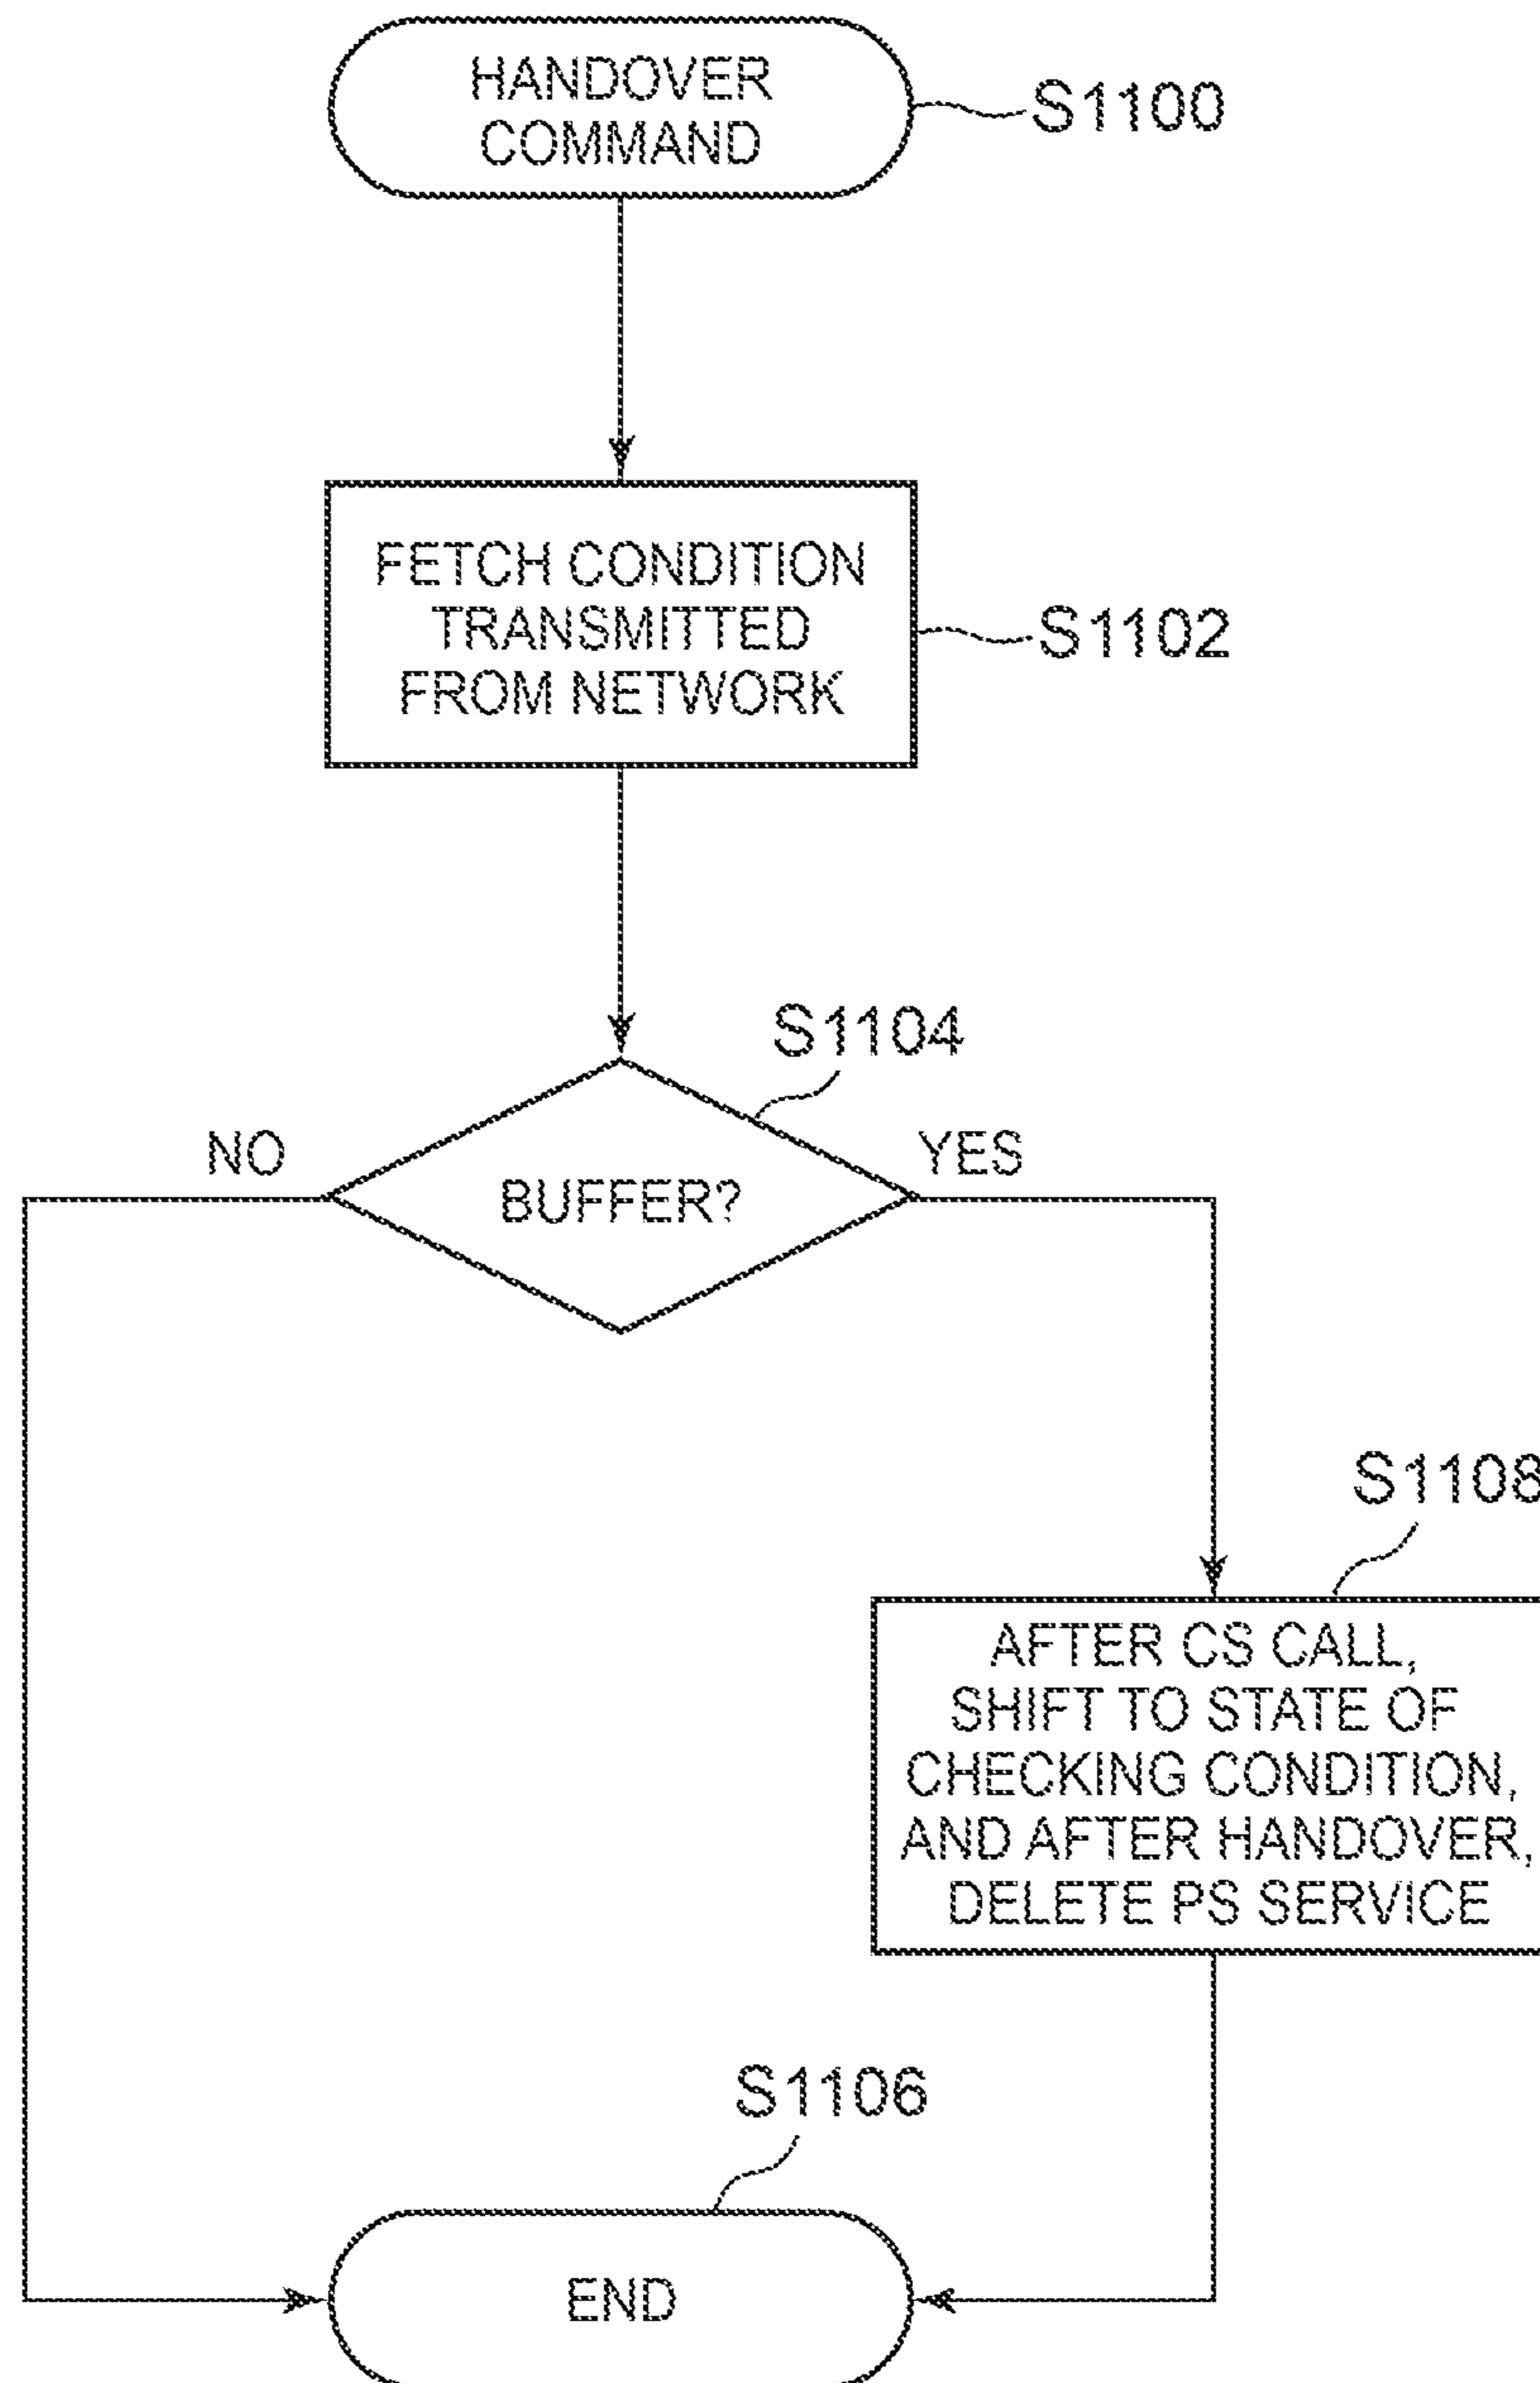 HANDOVER
COMMAND
S1100
FETCH CONDITION
TRANSMITTED
FROM NETWORK
S1102
S1104
NO
YES
BUFFER?
S1108
AFTER CS CALL,
SHIFT TO STATE OF
CHECKING CONDITION,
AND AFTER HANDOVER,
DELETE PS SERVICE
S1106
END